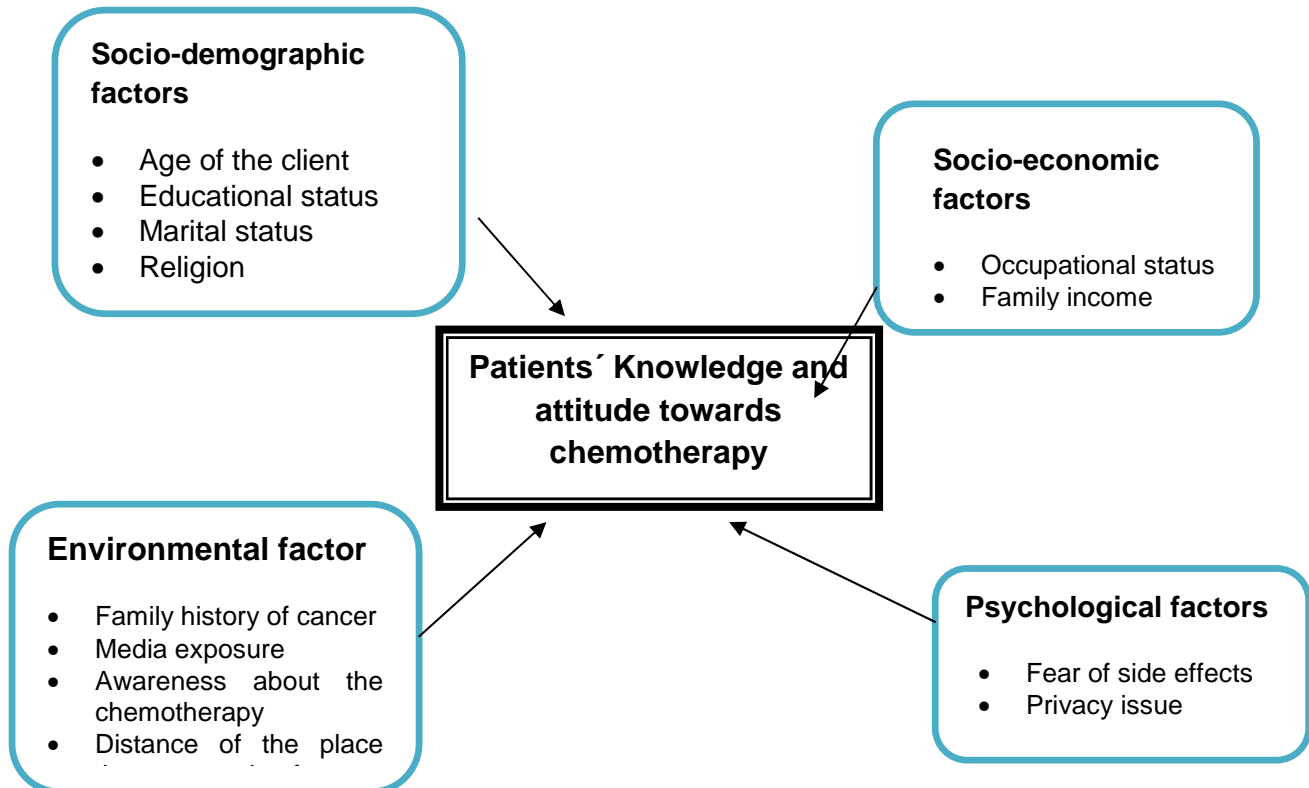 Socio-demographic
factors
• Age of the client
• Educational status
• Marital status
• Religion
Socio-economic
factors
• Occupational status
• Family income
Patients´ Knowledge and
attitude towards
chemotherapy
Environmental factor
• Family history of cancer
• Media exposure
• Awareness about the
chemotherapy
• Distance of the place
Psychological factors
• Fear of side effects
• Privacy issue